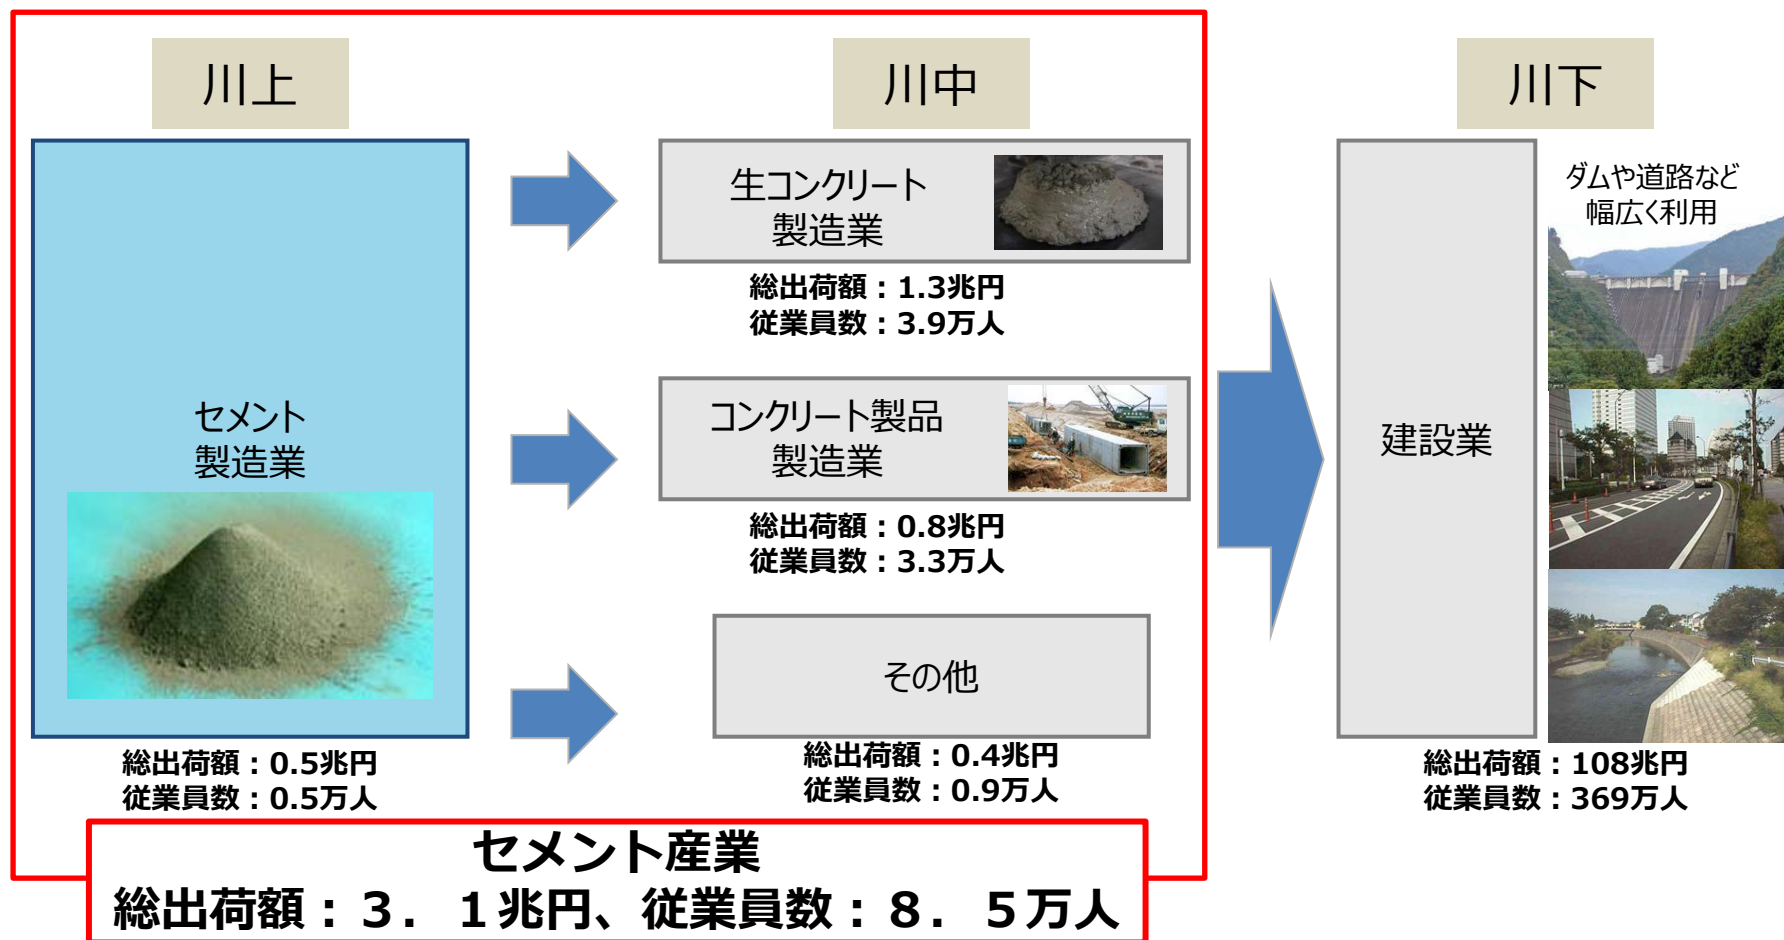 川上
川中
川下
セメント
製造業
総出荷額：0.5兆円
従業員数：0.5万人
生コンクリート
製造業
総出荷額：1.3兆円
従業員数：3.9万人
コンクリート製品
製造業
総出荷額：0.8兆円
従業員数：3.3万人
その他
総出荷額：0.4兆円
従業員数：0.9万人
建設業
ダムや道路など
幅広く利用
総出荷額：108兆円
従業員数：369万人
セメント産業
総出荷額：３．１兆円、従業員数：８．５万人